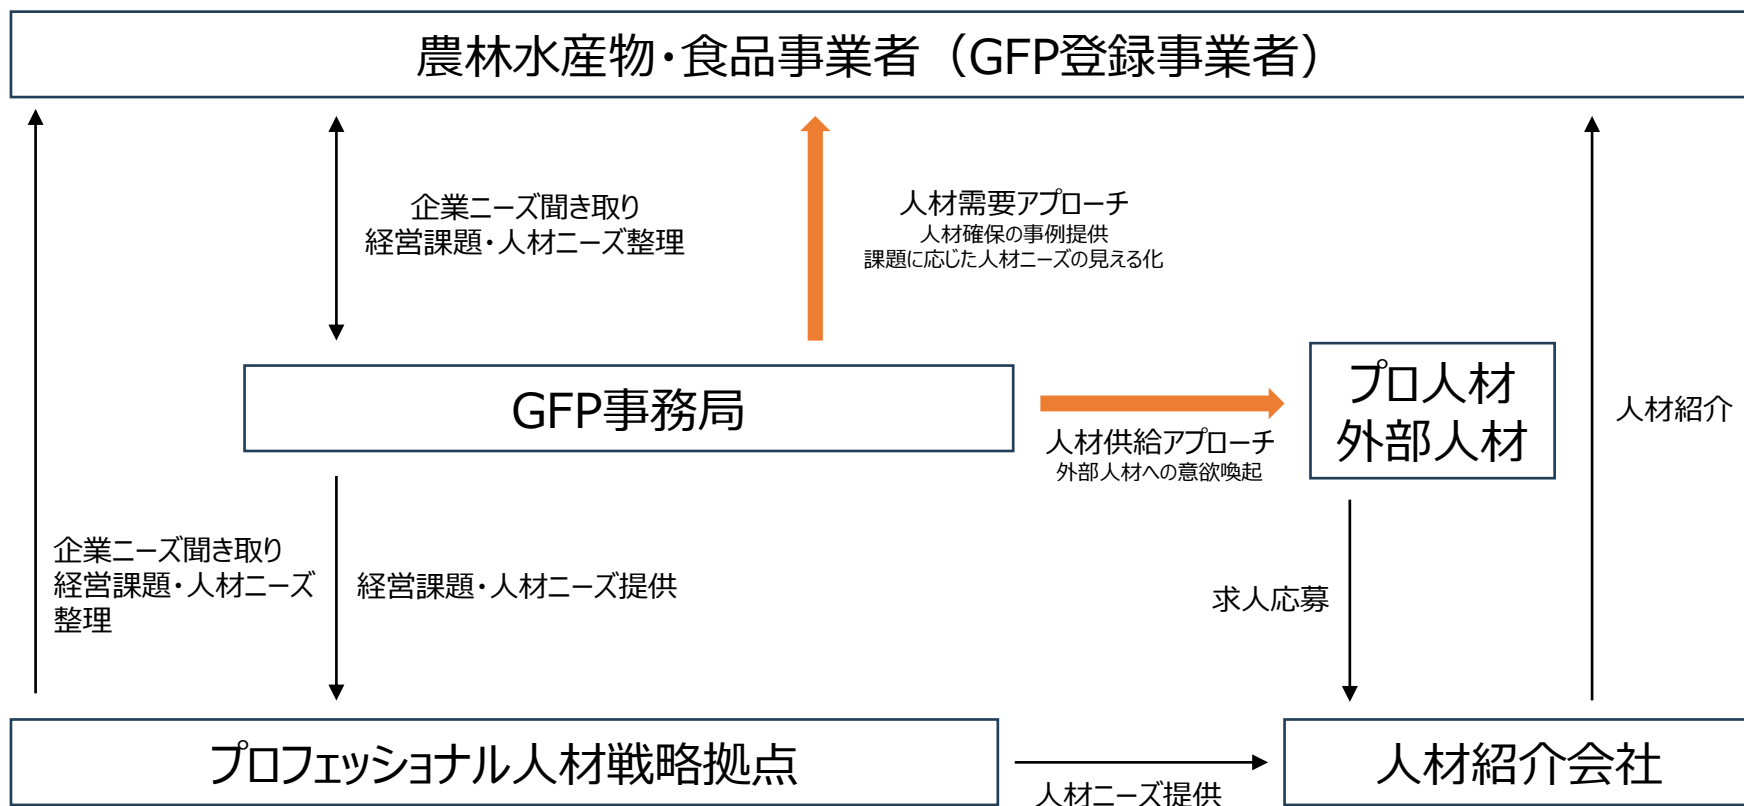 農林水産物・食品事業者（GFP登録事業者）
企業ニーズ聞き取り
経営課題・人材ニーズ整理
人材需要アプローチ
人材確保の事例提供
課題に応じた人材ニーズの見える化
GFP事務局
人材供給アプローチ
外部人材への意欲喚起
プロ人材
外部人材
人材紹介
企業ニーズ聞き取り
経営課題・人材ニーズ
整理
経営課題・人材ニーズ提供
求人応募
プロフェッショナル人材戦略拠点
人材ニーズ提供
人材紹介会社